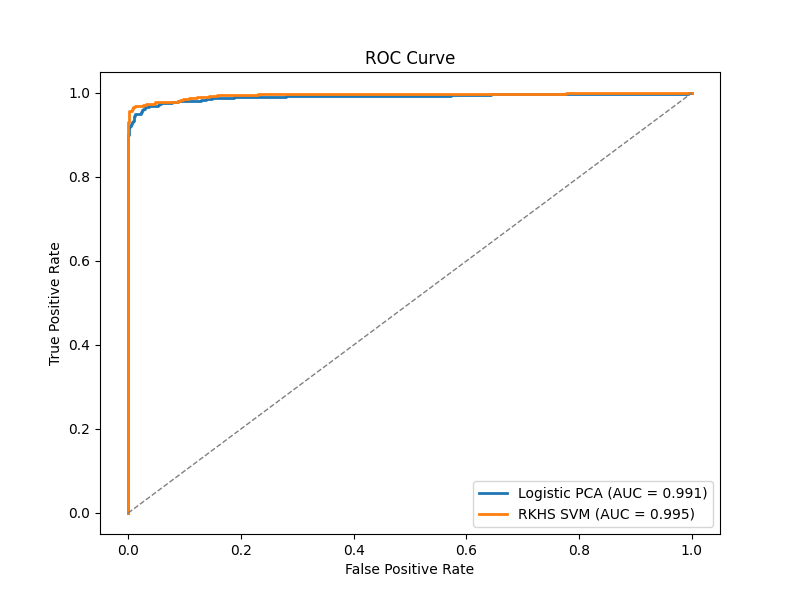 ROC Curve
True Positive Rate
1.0
0.8
0.6
0.4
0.2
0.0
Logistic PCA (AUC = 0.991)
RKHS SVM (AUC = 0.995)
0.0 0.2 0.4 0.6 0.8 1.0
False Positive Rate